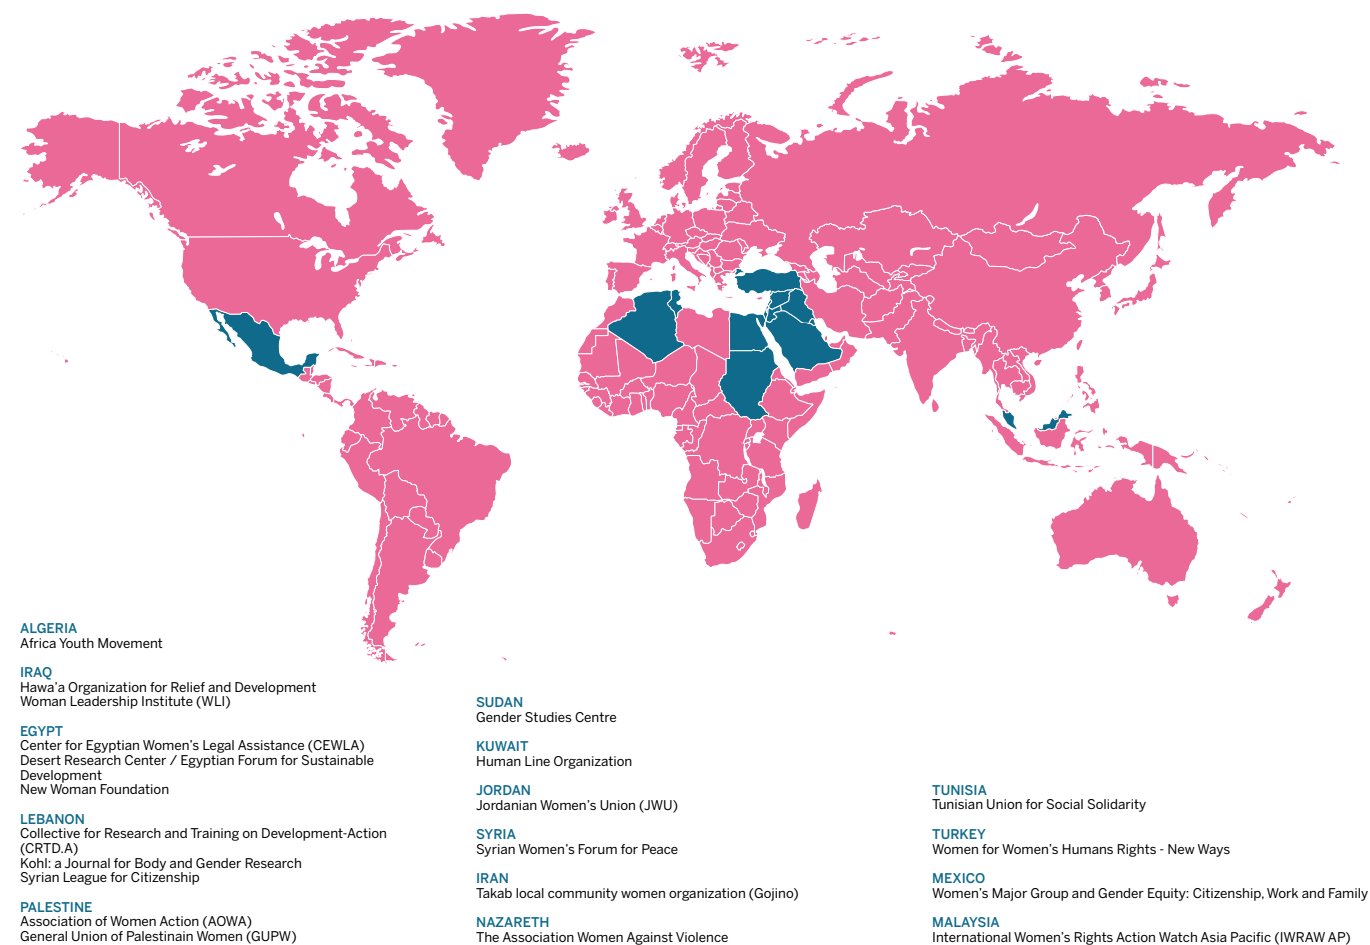 ALGERIA
Africa Youth Movement
IRAQ
Hawa’a Organization for Relief and Development
Woman Leadership Institute (WLI)
EGYPT
Center for Egyptian Women’s Legal Assistance (CEWLA)
Desert Research Center / Egyptian Forum for Sustainable
Development
New Woman Foundation
LEBANON
Collective for Research and Training on Development-Action
(CRTD.A)
Kohl: a Journal for Body and Gender Research
Syrian League for Citizenship
PALESTINE
Association of Women Action (AOWA)
General Union of Palestinain Women (GUPW)
SUDAN
Gender Studies Centre
KUWAIT
Human Line Organization
JORDAN
Jordanian Women’s Union (JWU)
SYRIA
Syrian Women’s Forum for Peace
IRAN
Takab local community women organization (Gojino)
NAZARETH
The Association Women Against Violence
TUNISIA
Tunisian Union for Social Solidarity
TURKEY
Women for Women’s Humans Rights - New Ways
MEXICO
Women’s Major Group and Gender Equity: Citizenship, Work and Family
MALAYSIA
International Women’s Rights Action Watch Asia Pacific (IWRAW AP)